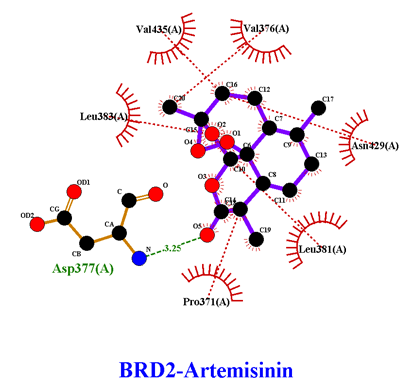 Val435(A)
Val376(A)
C16
C12
C17
C20
Leu383(A)
C15
O2
O1
C7
O4
C6
C9
Asn429(A)
C10
C13
OD1
C
O
O3
C8
C11
OD2
CG
CA
C14
O5
C19
Leu381(A)
CB
N
3.25
Asp377(A)
Pro371(A)
BRD2-Artemisinin